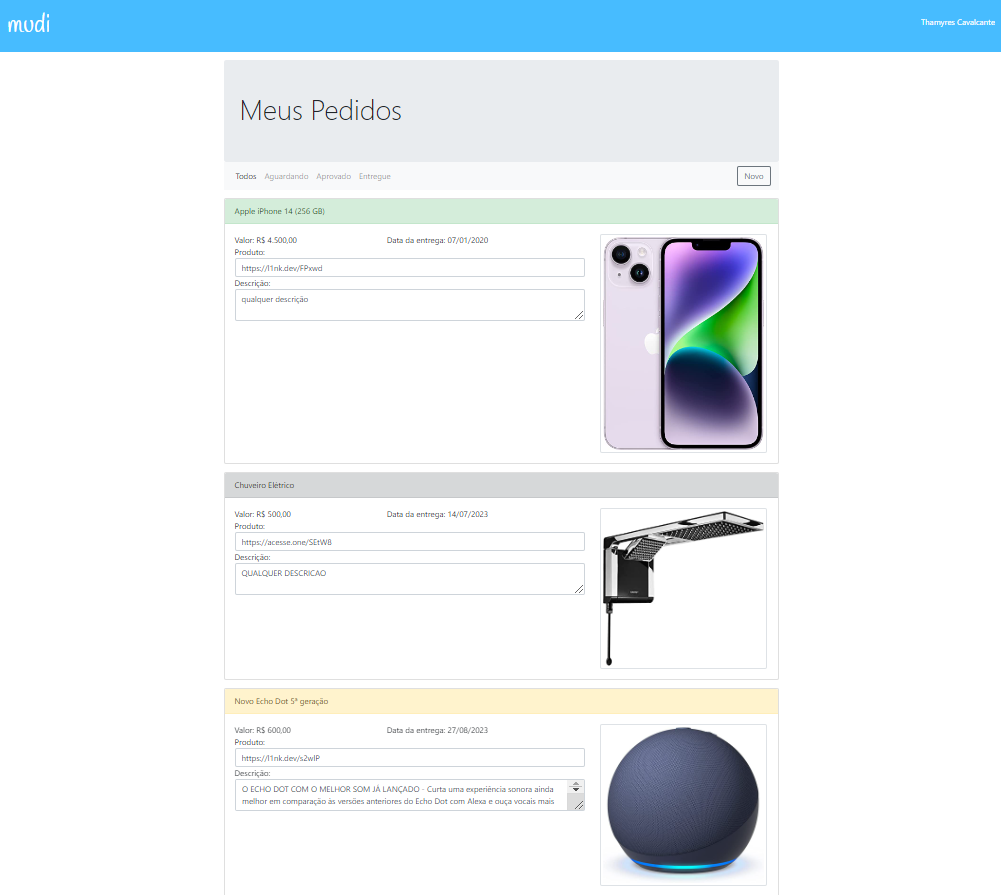 mudi
Thamyres Cavalcante
Meus Pedidos
Todos Aguardando Aprovado Entregue Novo
Apple iPhone 14 (256 GB)
Valor: R$ 4.500,00 Data da entrega: 07/01/2020
Produto:
https://l1nk.dev/FPxwd
Descrição:
qualquer descrição
Chuveiro Elétrico
Valor: R$ 500,00 Data da entrega: 14/07/2023
Produto:
https://acesse.one/SEtW8
Descrição:
QUALQUER DESCRICAO
Novo Echo Dot 5ª geração
Valor: R$ 600,00 Data da entrega: 27/08/2023
Produto:
https://l1nk.dev/s2wlP
Descrição:
O ECHO DOT COM O MELHOR SOM JÁ LANÇADO - Curta uma experiência sonora ainda
melhor em comparação às versões anteriores do Echo Dot com Alexa e ouça vocais mais